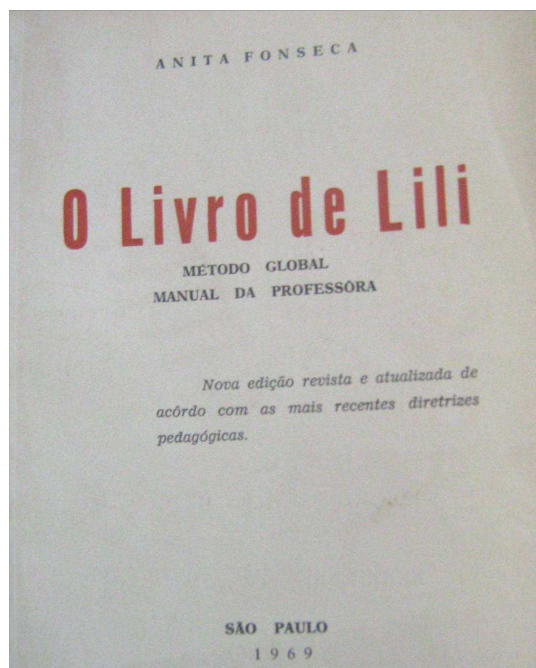 ANITA FONSECA
O Livro de Lili
MÉTODO GLOBAL
MANUAL DA PROFESSÔRA
Nova edição revista e atualizada de
acôrdo com as mais recentes diretrizes
pedagógicas.
SÃO PAULO
1969